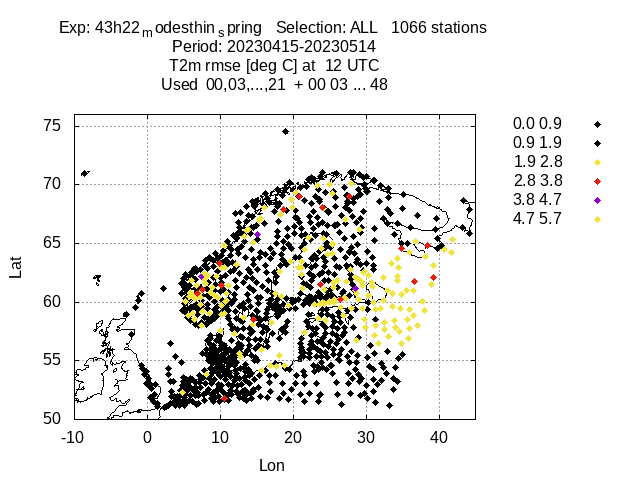 Exp: 43h22modesthinspring Selection: ALL 1066 stations
Period: 20230415-20230514
T2m rmse [deg C] at 12 UTC
Used 00,03,...,21 + 00 03 ... 48
0.0 0.9
0.9 1.9
1.9 2.8
2.8 3.8
3.8 4.7
4.7 5.7
75
70
65
60
55
50
Lat
-10 0 10 20 30 40
Lon